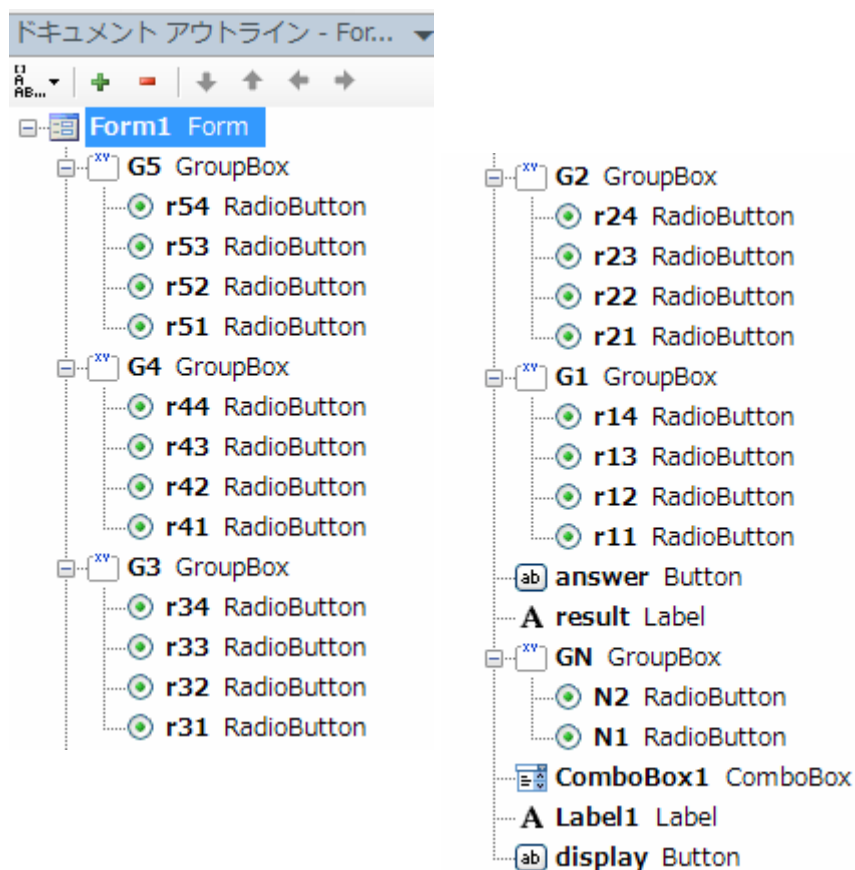 ドキュメント アウトライン - For...
Form1 Form
G5 GroupBox
r54 RadioButton
r53 RadioButton
r52 RadioButton
r51 RadioButton
G4 GroupBox
r44 RadioButton
r43 RadioButton
r42 RadioButton
r41 RadioButton
G3 GroupBox
r34 RadioButton
r33 RadioButton
r32 RadioButton
r31 RadioButton
G2 GroupBox
r24 RadioButton
r23 RadioButton
r22 RadioButton
r21 RadioButton
G1 GroupBox
r14 RadioButton
r13 RadioButton
r12 RadioButton
r11 RadioButton
ab answer Button
A result Label
GN GroupBox
N2 RadioButton
N1 RadioButton
ComboBox1 ComboBox
A Label1 Label
ab display Button